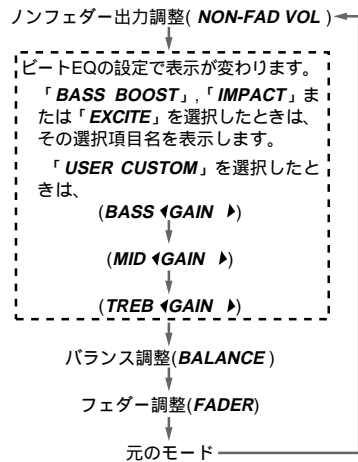 ノンフェダー出力調整( NON-FAD VOL )
ビートEQの設定で表示が変わります。
「BASS BOOST」,「IMPACT」ま
たは「EXCITE」を選択したときは、
その選択項目名を表示します。
「USER CUSTOM」を選択したと
きは、
(BASS ◀GAIN ▶)
(MID ◀GAIN ▶)
(TREB ◀GAIN ▶)
バランス調整(BALANCE )
フェダー調整(FADER)
元のモード